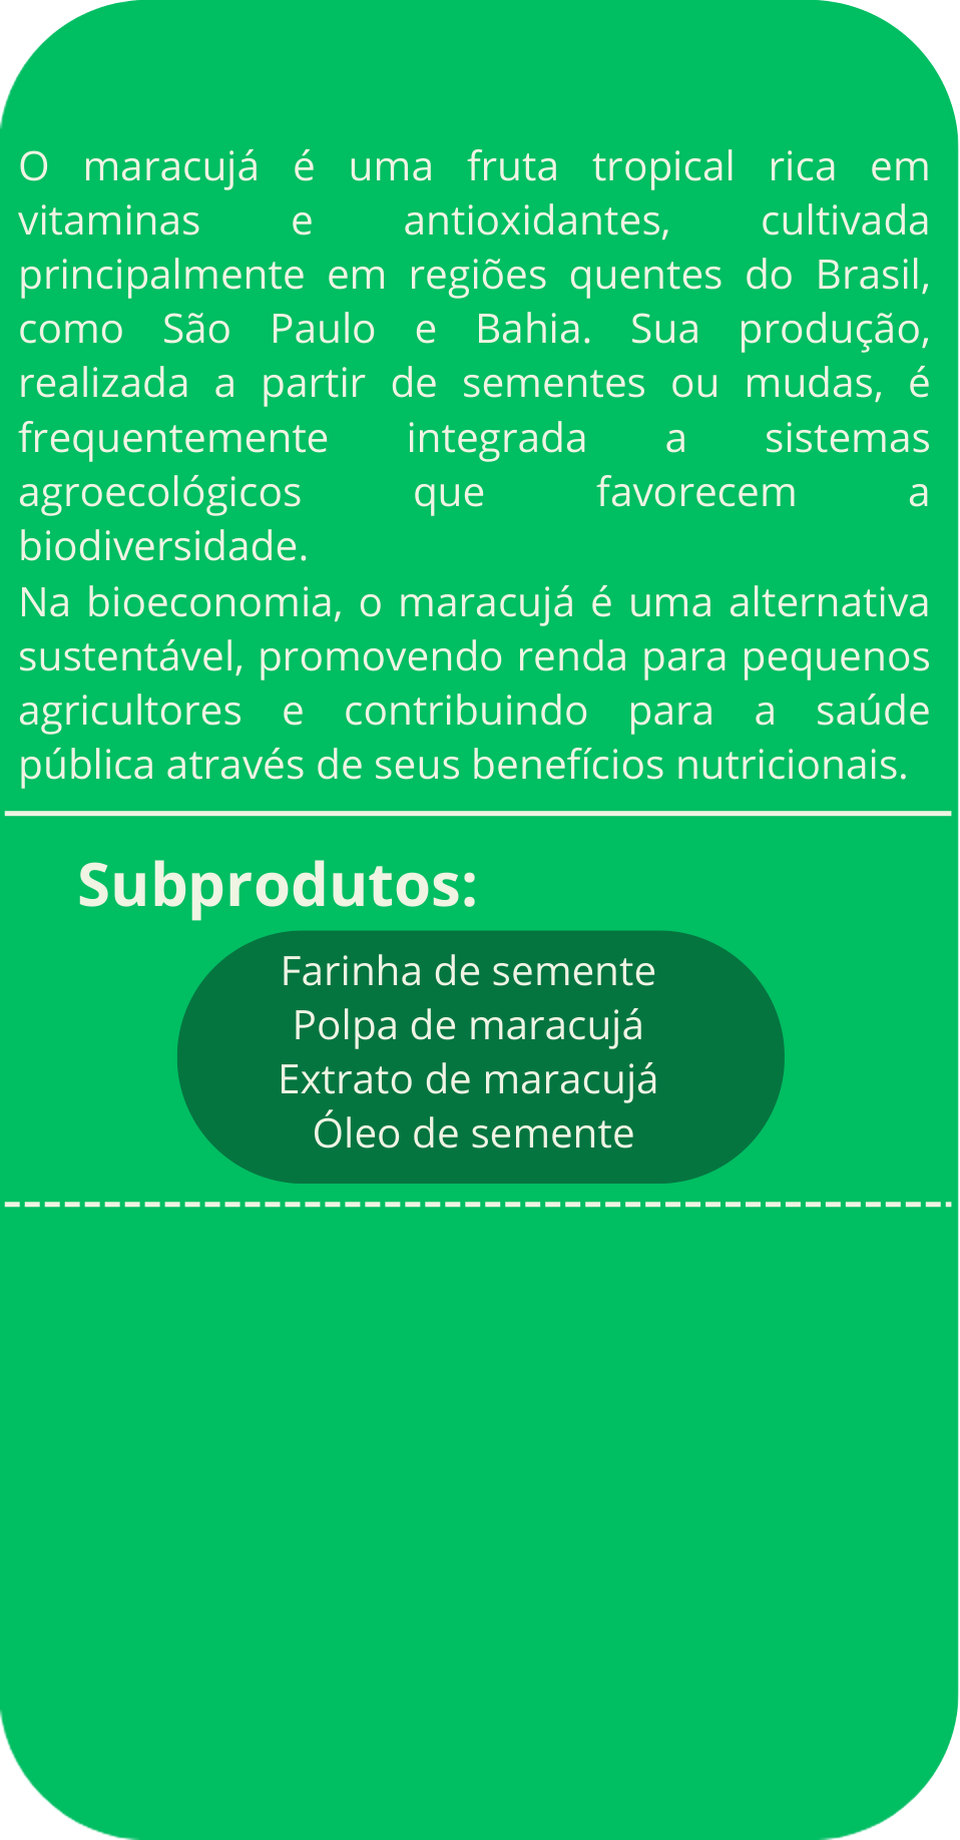 O maracujá é uma fruta tropical rica em
vitaminas e antioxidantes, cultivada
principalmente em regiões quentes do Brasil,
como São Paulo e Bahia. Sua produção,
realizada a partir de sementes ou mudas, é
frequentemente integrada a sistemas
agroecológicos que favorecem a
biodiversidade.
Na bioeconomia, o maracujá é uma alternativa
sustentável, promovendo renda para pequenos
agricultores e contribuindo para a saúde
pública através de seus benefícios nutricionais.
Subprodutos:
Farinha de semente
Polpa de maracujá
Extrato de maracujá
Óleo de semente